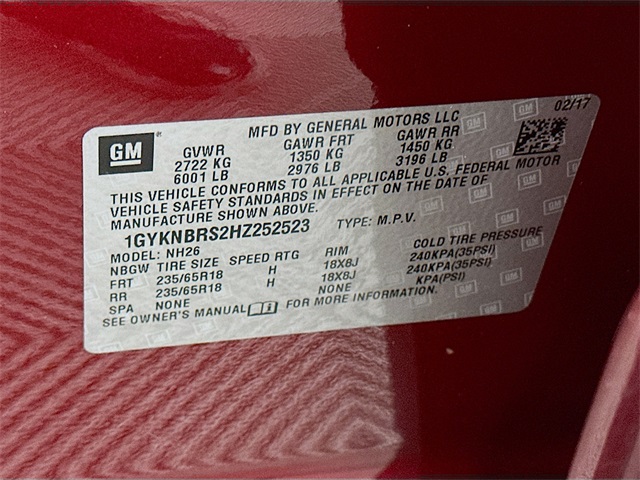 GM
MFD BY GENERAL MOTORS LLC
02/17
GVWR GAWR FRT GAWR RR
2722 KG 1350 KG 1450 KG
6001 LB 2976 LB 3196 LB
THIS VEHICLE CONFORMS TO ALL APPLICABLE U.S. FEDERAL MOTOR
VEHICLE SAFETY STANDARDS IN EFFECT ON THE DATE OF
MANUFACTURE SHOWN ABOVE.
1GYKNBRS2HZ252523 TYPE: M.P.V.
MODEL: NH26
NBGW TIRE SIZE SPEED RTG RIM COLD TIRE PRESSURE
FRT 235/65R18 H 18X8J 240KPA(35PSI)
RR 235/65R18 H 18X8J 240KPA(35PSI)
SPA NONE NONE KPA(PSI)
SEE OWNER'S MANUAL FOR MORE INFORMATION.